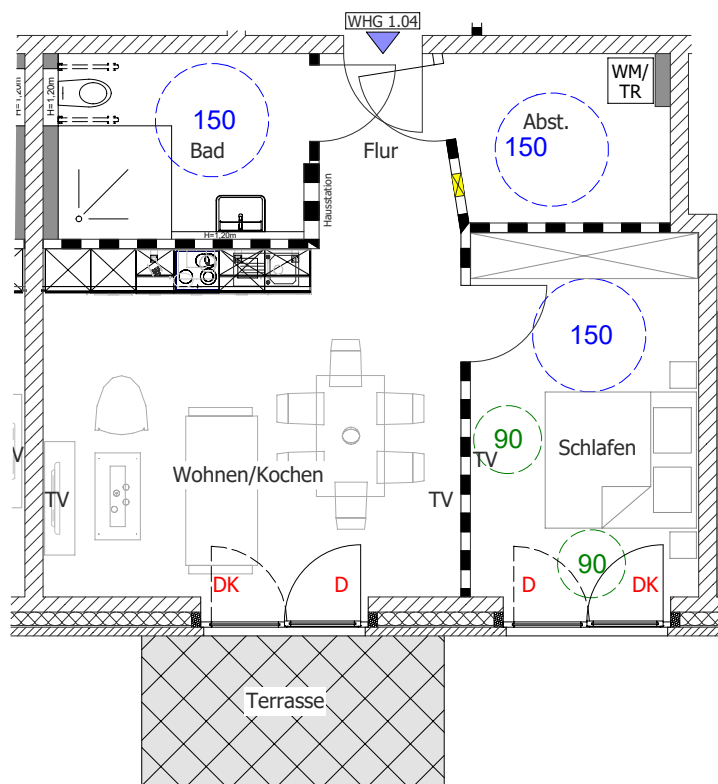 WHG 1.04
H=1,20m
H=1,20m
WM/
TR
150
Bad
Flur
Abst.
150
Hausstation
H=1,20m
150
90
Schlafen
TV
Wohnen/Kochen
TV
TV
V
90
DK
D
D
DK
Terrasse